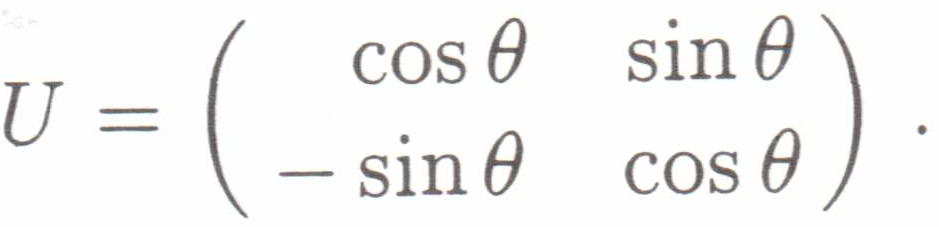 U = ( cos θ sin θ
− sin θ cos θ ) .